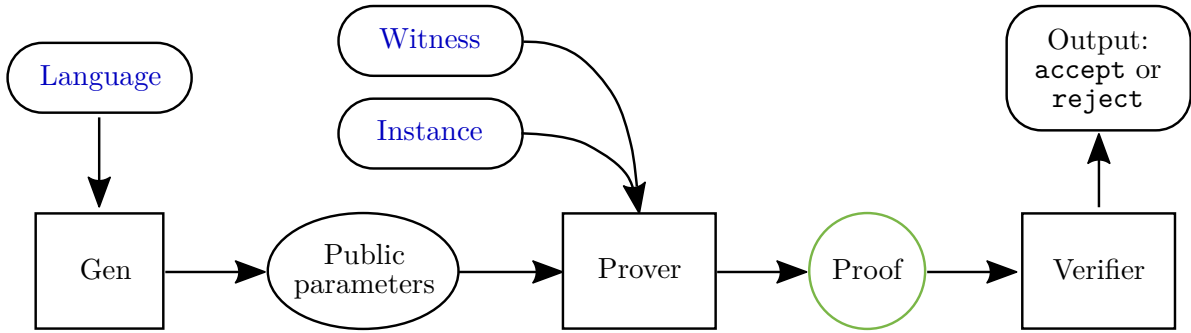 Language
Witness
Instance
Output:
accept or
reject
Gen
Public
parameters
Prover
Proof
Verifier